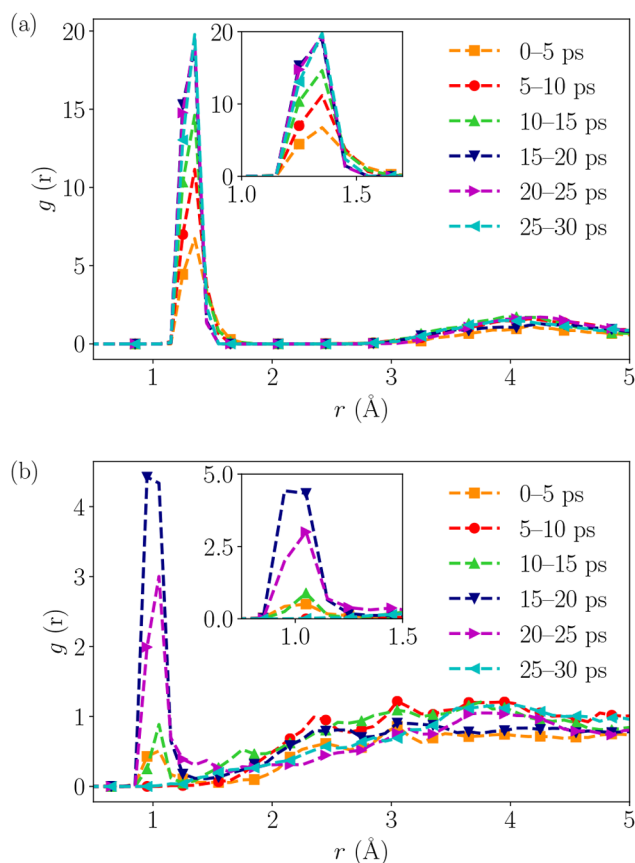 (a)
20
15
10
5
0
g (r)
1 2 3 4 5
r (Å)
20
10
0
1.0 1.5
0–5 ps
5–10 ps
10–15 ps
15–20 ps
20–25 ps
25–30 ps
(b)
4
3
2
1
0
g (r)
1 2 3 4 5
r (Å)
5.0
2.5
0.0
1.0 1.5
0–5 ps
5–10 ps
10–15 ps
15–20 ps
20–25 ps
25–30 ps